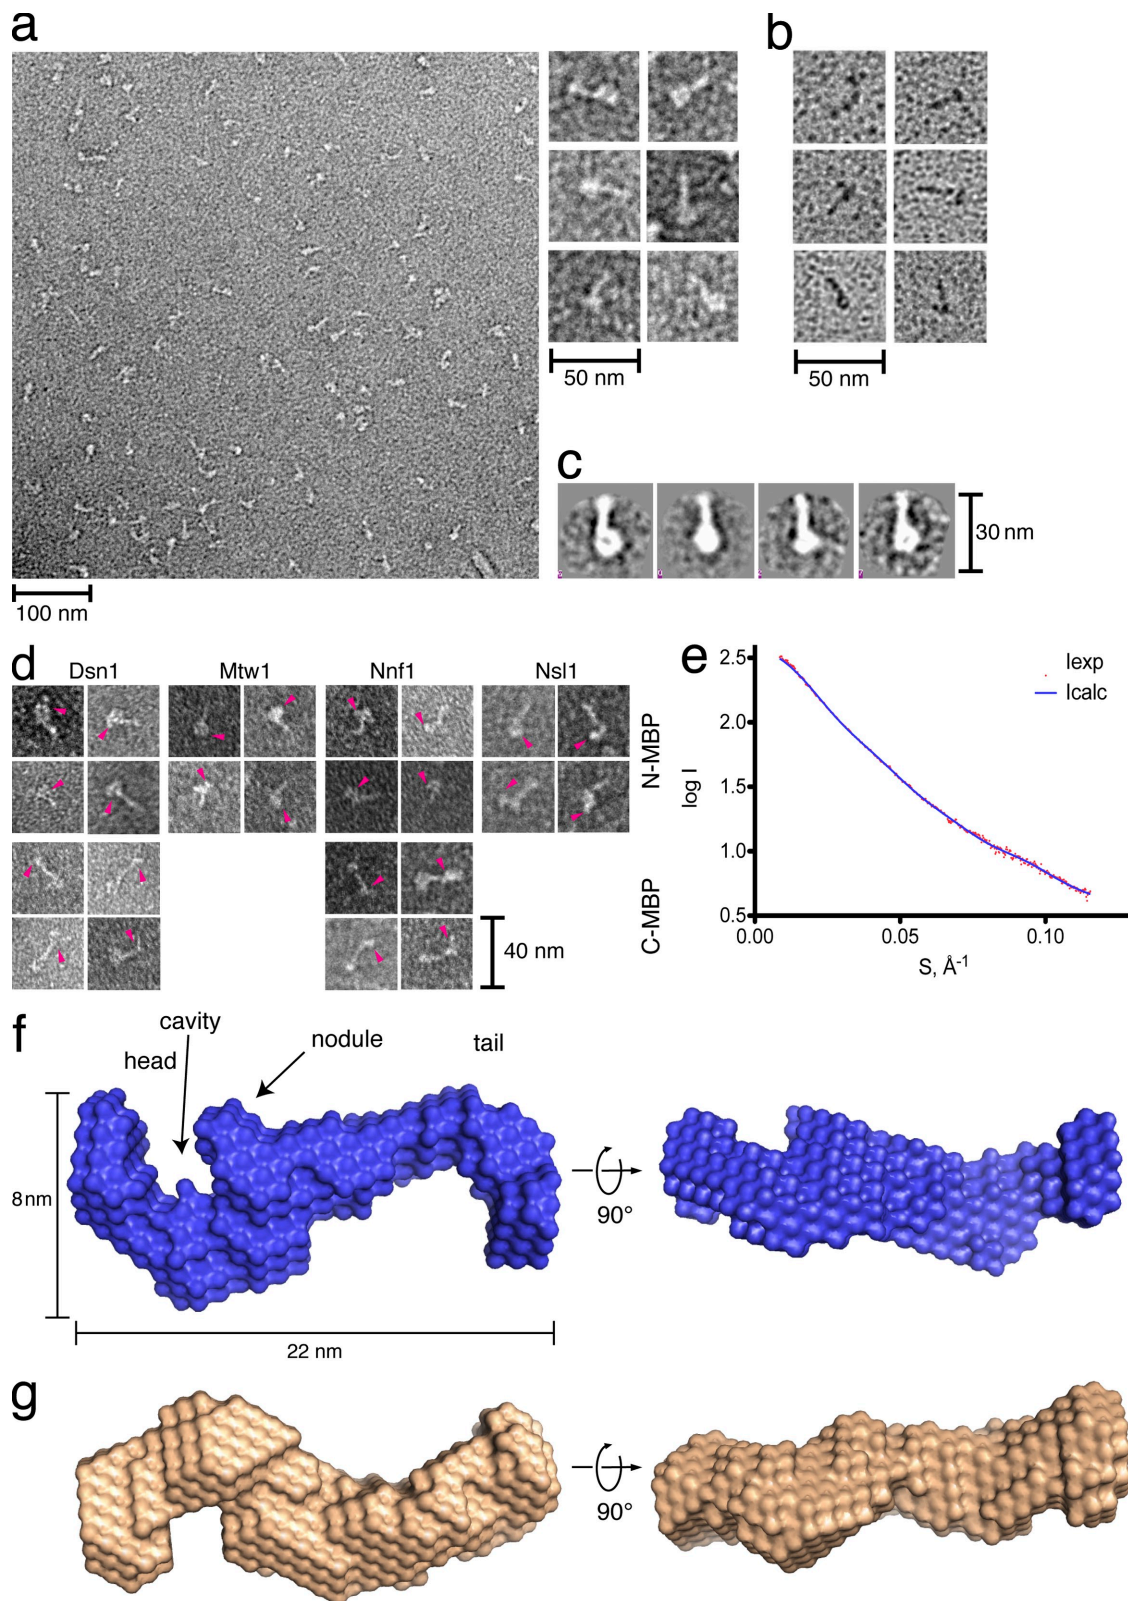 a
b
50 nm
50 nm
c
30 nm
100 nm
d
Dsn1
Mtw1
Nnf1
Nsl1
N-MBP
C-MBP
40 nm
e
2.5
2.0
1.5
1.0
0.5
log I
0.00
0.05
0.10
S, Å-1
Iexp
Icalc
f
cavity
head
nodule
tail
8 nm
22 nm
90°
g
90°